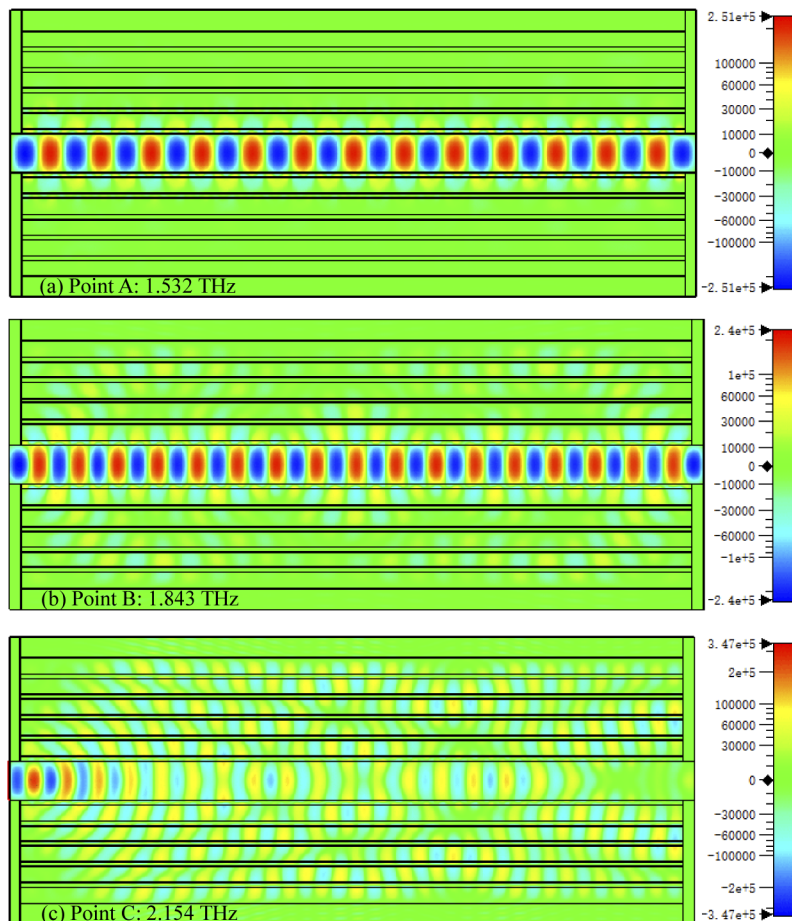 2.51e+5
100000
60000
30000
10000
0
-10000
-30000
-60000
-100000
-2.51e+5
(a) Point A: 1.532 THz
2.4e+5
1e+5
60000
30000
10000
0
-10000
-30000
-60000
-1e+5
-2.4e+5
(b) Point B: 1.843 THz
3.47e+5
2e+5
100000
60000
30000
0
-30000
-60000
-100000
-2e+5
-3.47e+5
(c) Point C: 2.154 THz